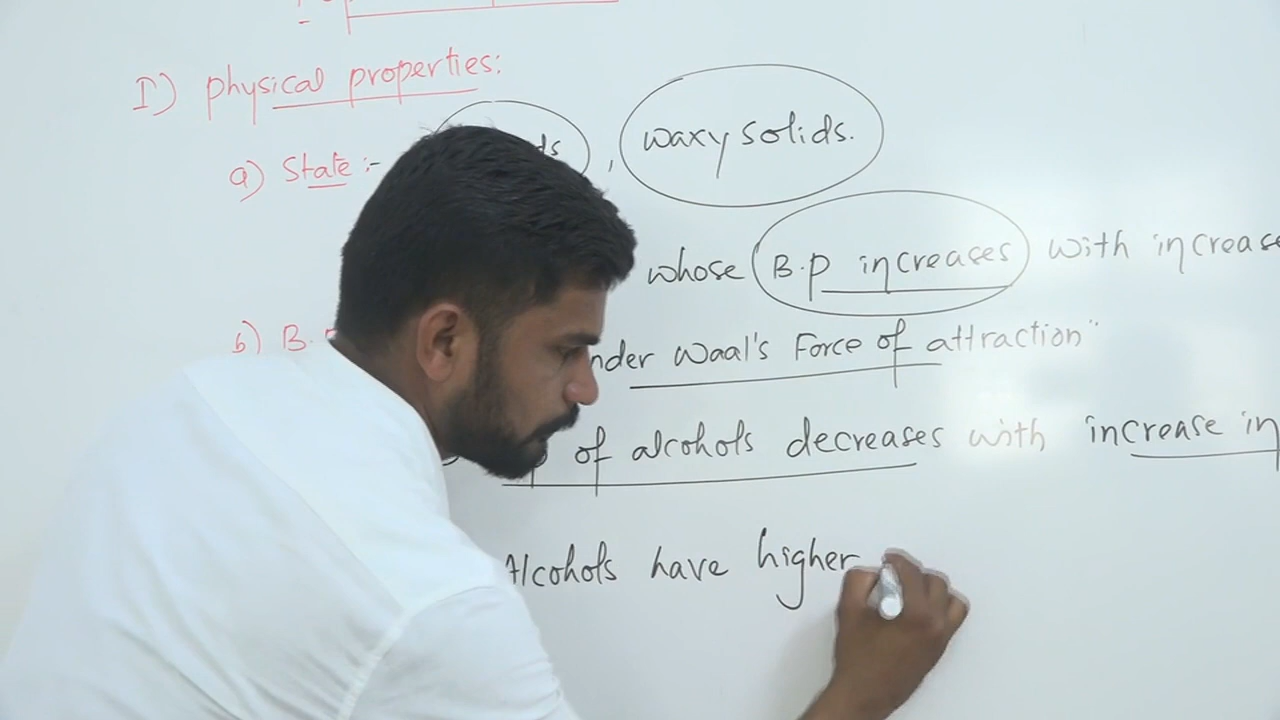 I) physical properties:
a) State :- , waxy solids.
whose B.p increases with increase
b) B. Waal's Force of attraction"
of alcohols decreases with increase in
Alcohols have higher